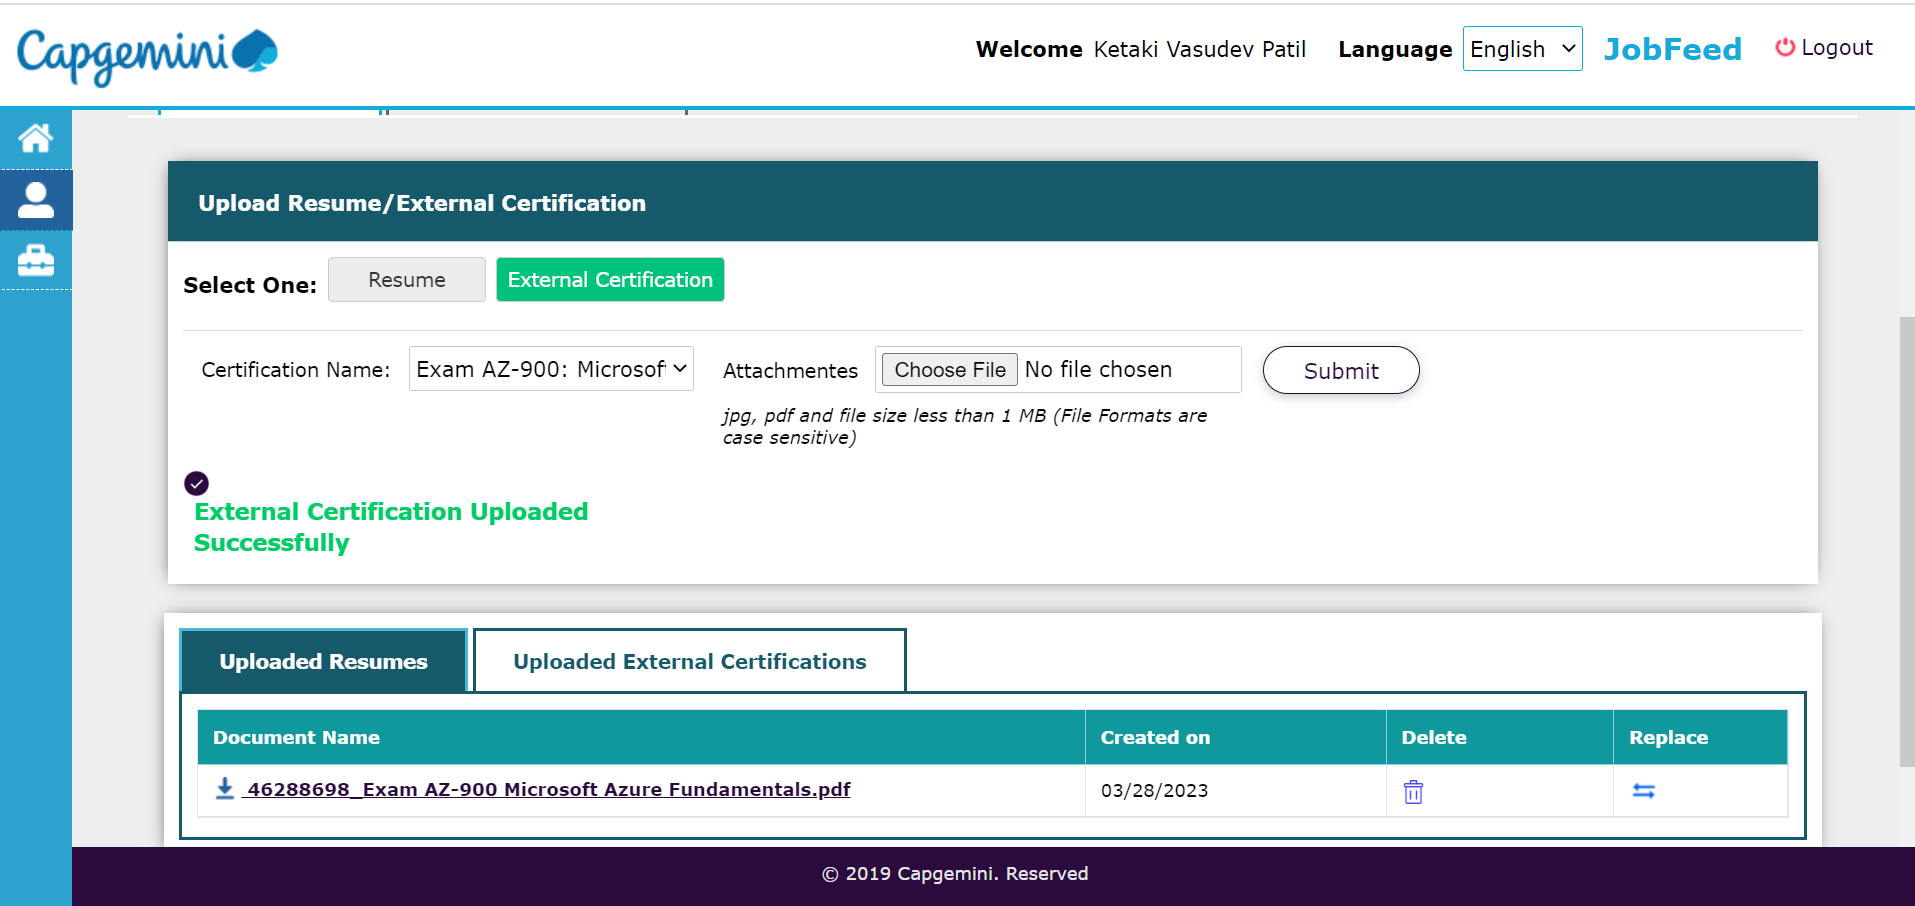 Capgemini
Welcome Ketaki Vasudev Patil Language English JobFeed Logout
Upload Resume/External Certification
Select One: Resume External Certification
Certification Name: Exam AZ-900: Microsof Attachmentes Choose File No file chosen Submit
jpg, pdf and file size less than 1 MB (File Formats are
case sensitive)
External Certification Uploaded
Successfully
Uploaded Resumes Uploaded External Certifications
Document Name Created on Delete Replace
46288698_Exam AZ-900 Microsoft Azure Fundamentals.pdf 03/28/2023
© 2019 Capgemini. Reserved